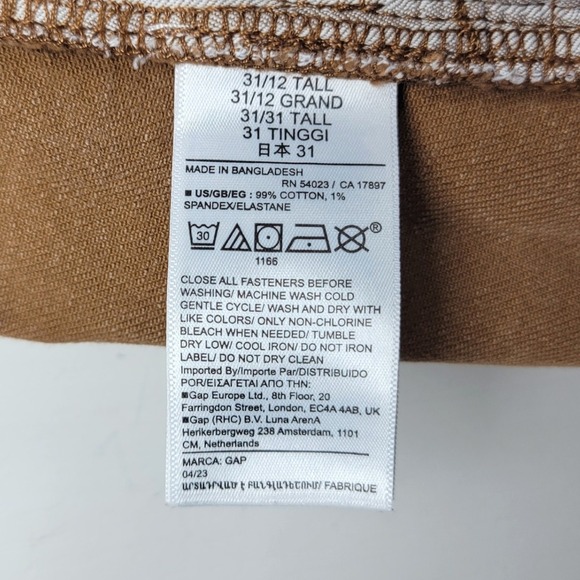 31/12 TALL
31/12 GRAND
31/31 TALL
31 TINGGI
日本 31
MADE IN BANGLADESH
RN 54023 / CA 17897
■ US/GB/EG : 99% COTTON, 1%
SPANDEX/ELASTANE
30
®
1166
CLOSE ALL FASTENERS BEFORE
WASHING/ MACHINE WASH COLD
GENTLE CYCLE/ WASH AND DRY WITH
LIKE COLORS/ ONLY NON-CHLORINE
BLEACH WHEN NEEDED/ TUMBLE
DRY LOW/ COOL IRON/ DO NOT IRON
LABEL/ DO NOT DRY CLEAN
Imported By/Importe Par/DISTRIBUIDO
POR/ΕΙΣΑΓΕΤΑΙ ΑΠΟ ΤΗΝ:
■Gap Europe Ltd., 8th Floor, 20
Farringdon Street, London, EC4A 4AB, UK
■Gap (RHC) B.V. Luna ArenA
Herikerbergweg 238 Amsterdam, 1101
CM, Netherlands
MARCA: GAP
04/23
ԱՐՏԱԴՐՎԱԾ Է ԲԱՆԳԼԱԴԵՇՈՒՄ/ FABRIQUE